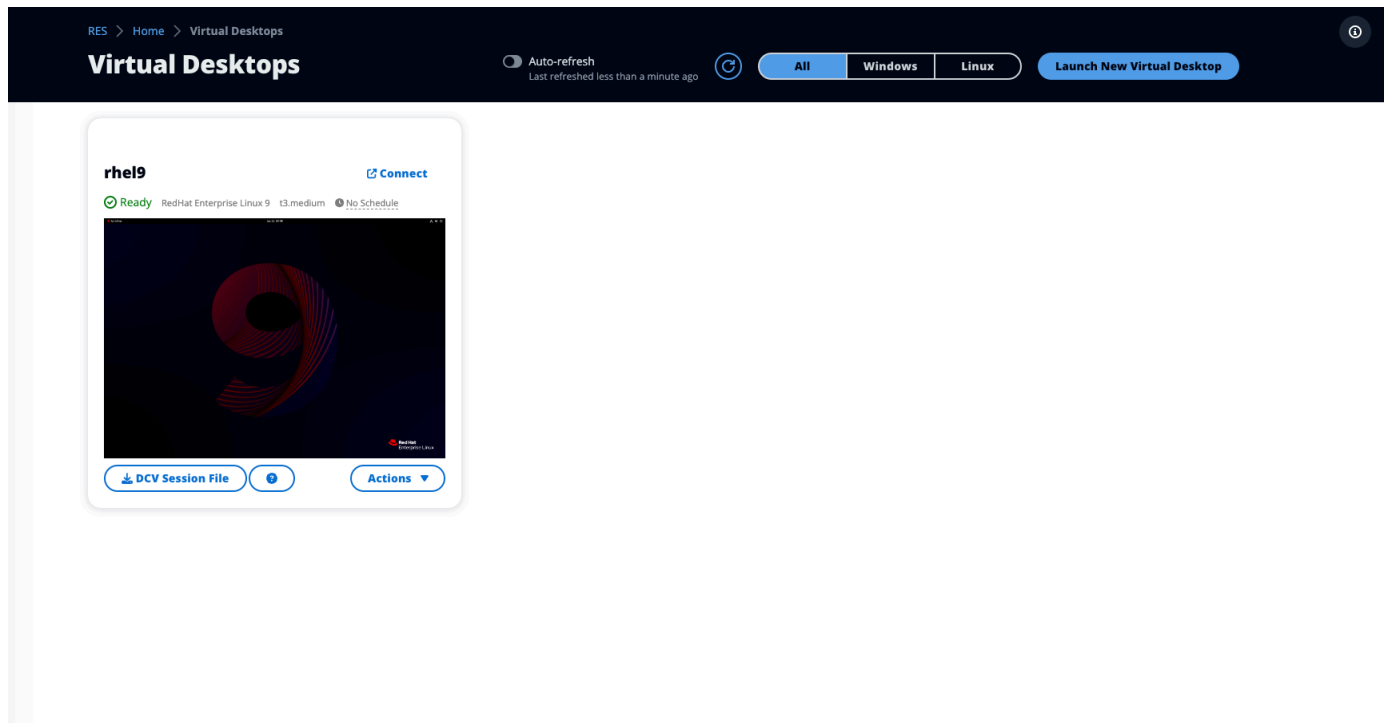 RES > Home > Virtual Desktops
Virtual Desktops
Auto-refresh
Last refreshed less than a minute ago
All Windows Linux
Launch New Virtual Desktop
rhel9 Connect
Ready RedHat Enterprise Linux 9 t3.medium No Schedule
Red Hat
Enterprise Linux
DCV Session File
Actions